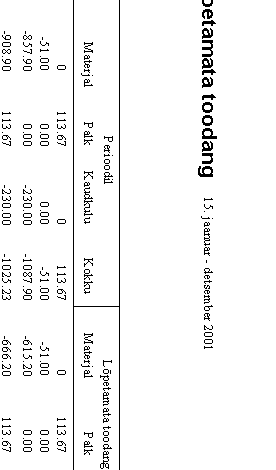 petamata toodang 15. jaanuar - detsember 2001
Perioodil Lõpetamata toodang
Materjal Palk Kaudkulu Kokku Materjal Palk
0 113.67 0 113.67 0 113.67
-51.00 0.00 0.00 -51.00 -51.00 0.00
-857.90 0.00 -230.00 -1087.90 -615.20 0.00
-908.90 113.67 -230.00 -1025.23 -666.20 113.67